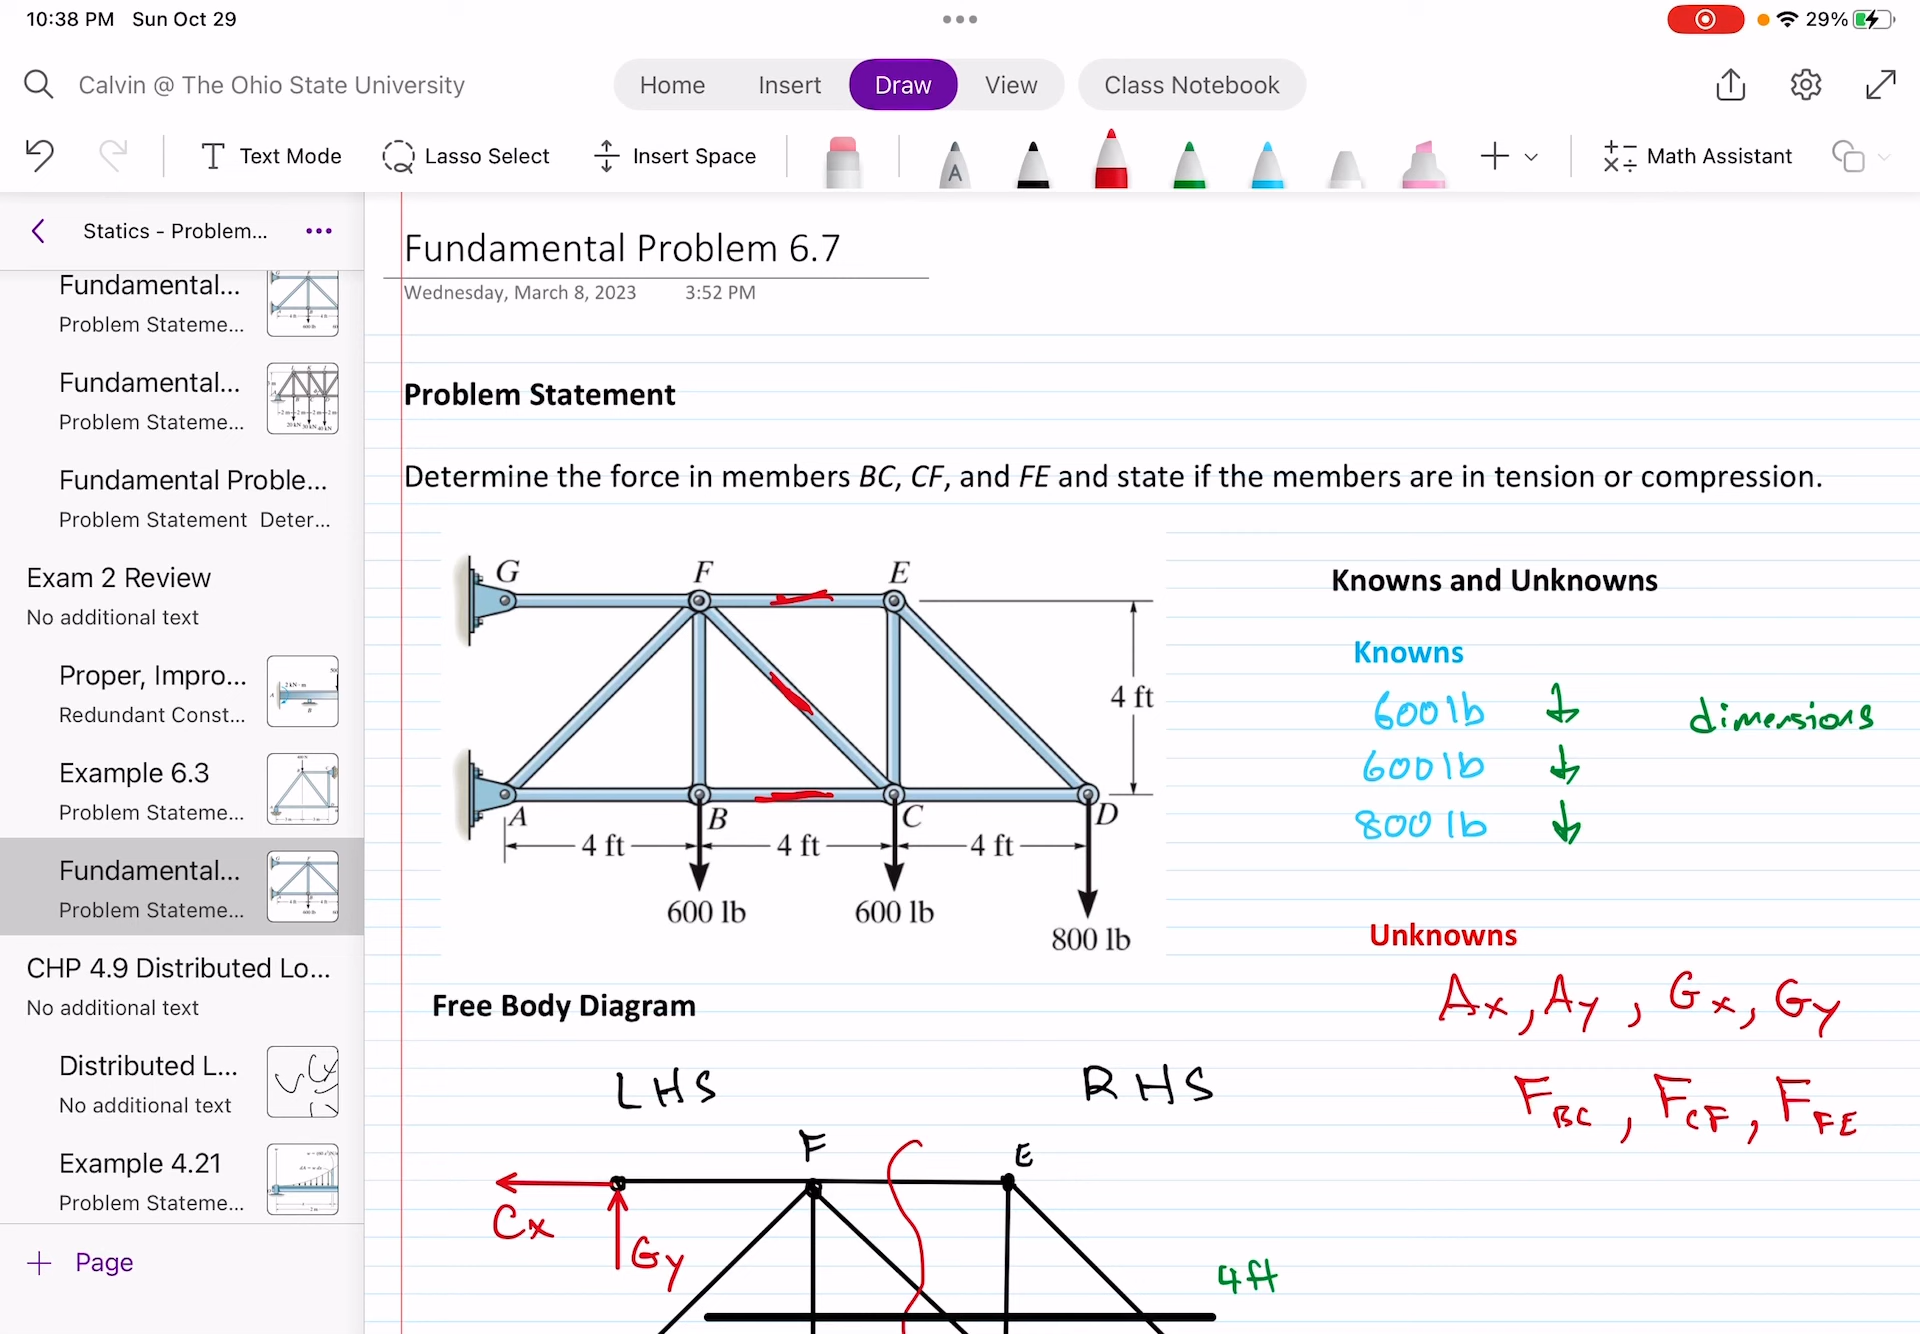 10:38 PM Sun Oct 29
29%
Calvin @ The Ohio State University
Home Insert Draw View Class Notebook
Text Mode Lasso Select Insert Space A Math Assistant
Statics - Problem...
Fundamental...
Problem Stateme...
Fundamental...
Problem Stateme...
Fundamental Proble...
Problem Statement Deter...
Exam 2 Review
No additional text
Proper, Impro...
Redundant Const...
Example 6.3
Problem Stateme...
Fundamental...
Problem Stateme...
CHP 4.9 Distributed Lo...
No additional text
Distributed L...
No additional text
Example 4.21
Problem Stateme...
Page
Fundamental Problem 6.7
Wednesday, March 8, 2023 3:52 PM
Problem Statement
Determine the force in members BC, CF, and FE and state if the members are in tension or compression.
G F E
4 ft
A B C D
4 ft 4 ft 4 ft
600 lb 600 lb
800 lb
Knowns and Unknowns
Knowns
600 lb ↓ dimensions
600 lb ↓
800 lb ↓
Unknowns
Ax, Ay, Gx, Gy
FBC, FCF, FFE
Free Body Diagram
LHS RHS
F E
Cx
Gy
4ft